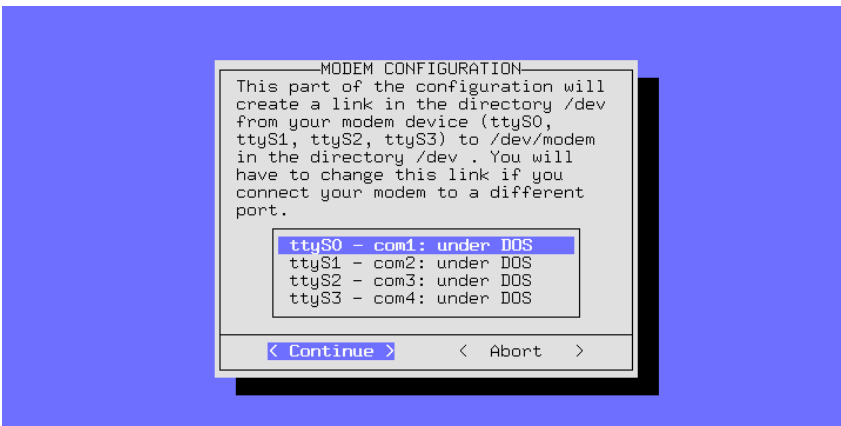 MODEM CONFIGURATION
This part of the configuration will
create a link in the directory /dev
from your modem device (ttyS0,
ttyS1, ttyS2, ttyS3) to /dev/modem
in the directory /dev . You will
have to change this link if you
connect your modem to a different
port.
ttyS0 - com1: under DOS
ttyS1 - com2: under DOS
ttyS2 - com3: under DOS
ttyS3 - com4: under DOS
< Continue > < Abort >